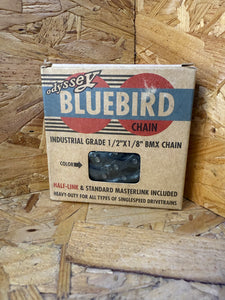 odyssey
BLUEBIRD
CHAIN
INDUSTRIAL GRADE 1/2"X1/8" BMX CHAIN
COLOR
HALF-LINK & STANDARD MASTERLINK INCLUDED
HEAVY-DUTY FOR ALL TYPES OF SINGLESPEED DRIVETRAINS